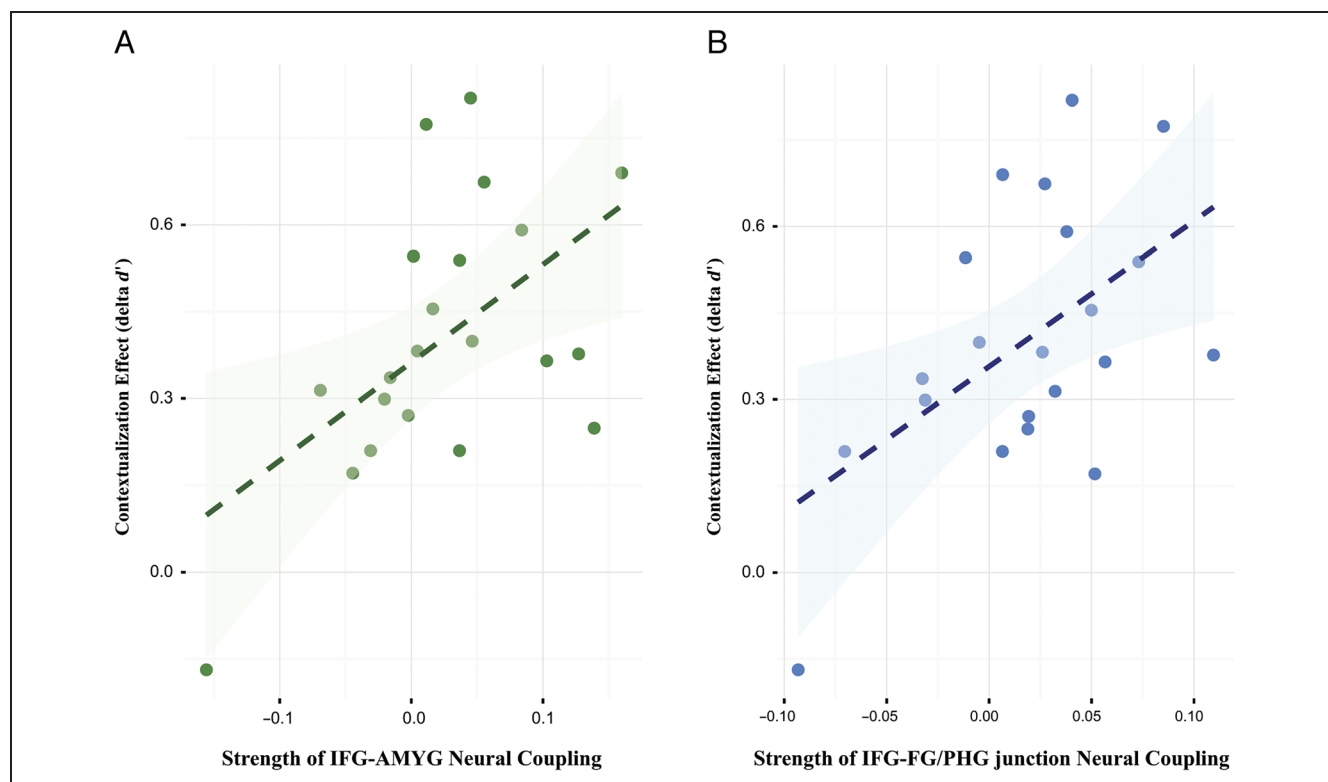 A
Contextualization Effect (delta d')
0.6
0.3
0.0
−0.1
0.0
0.1
Strength of IFG-AMYG Neural Coupling
B
Contextualization Effect (delta d')
0.6
0.3
0.0
−0.10
−0.05
0.00
0.05
0.10
Strength of IFG-FG/PHG junction Neural Coupling